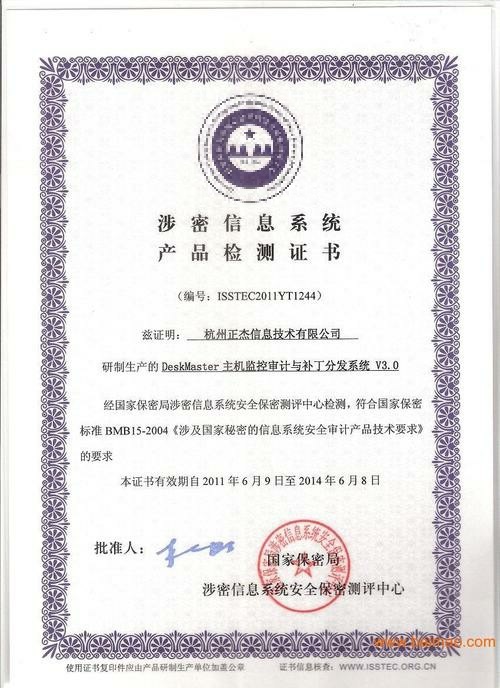 涉密信息系统
产品检测证书
（编号：ISSTEC2011YT1244）
兹证明：杭州正杰信息技术有限公司
研制生产的 DeskMaster 主机监控审计与补丁分发系统 V3.0
经国家保密局涉密信息系统安全保密测评中心检测，符合国家保密
标准 BMB15-2004《涉及国家秘密的信息系统安全审计产品技术要求》
的要求
本证书有效期自 2011 年 6 月 9 日至 2014 年 6 月 8 日
批准人：
国家保密局
涉密信息系统安全保密测评中心
使用证书复印件应由产品研制生产单位加盖公章
证书信息核查：WWW.ISSTEC.ORG.CN